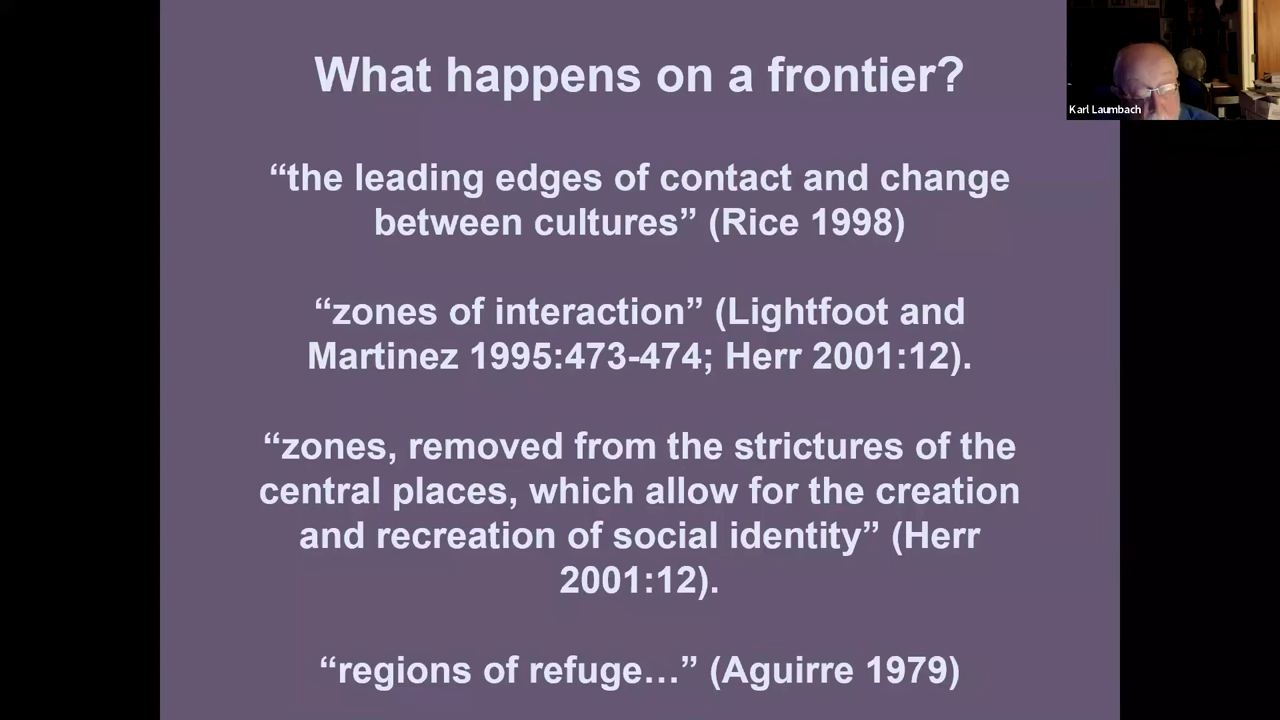 What happens on a frontier?
Karl Laumbach
“the leading edges of contact and change
between cultures” (Rice 1998)
“zones of interaction” (Lightfoot and
Martinez 1995:473-474; Herr 2001:12).
“zones, removed from the strictures of the
central places, which allow for the creation
and recreation of social identity” (Herr
2001:12).
“regions of refuge…” (Aguirre 1979)